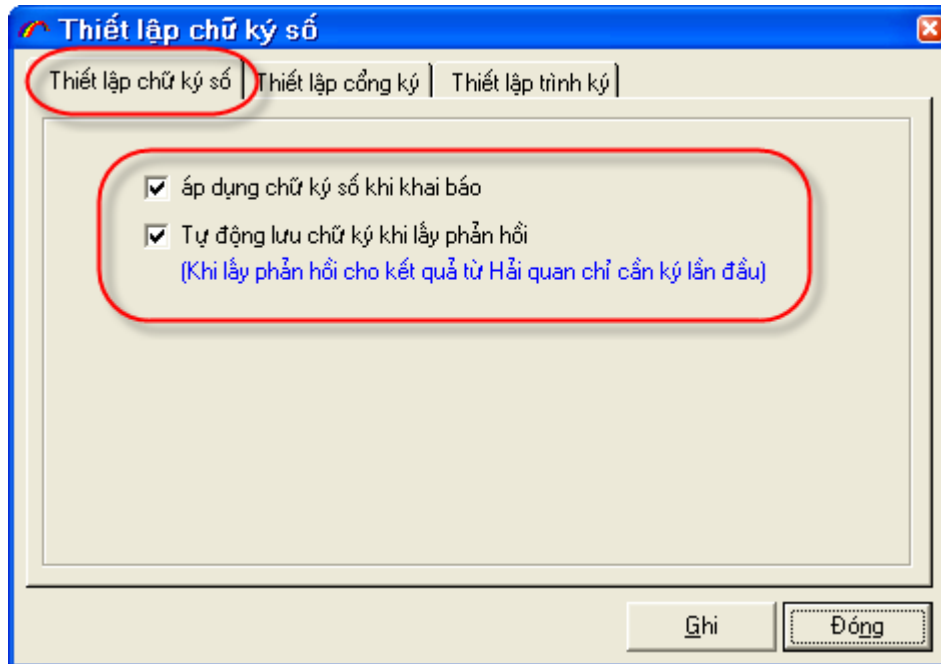 Thiết lập chữ ký số
Thiết lập chữ ký số Thiết lập cổng ký Thiết lập trình ký
áp dụng chữ ký số khi khai báo
Tự động lưu chữ ký khi lấy phản hồi
(Khi lấy phản hồi cho kết quả từ Hải quan chỉ cần ký lần đầu)
Ghi Đóng